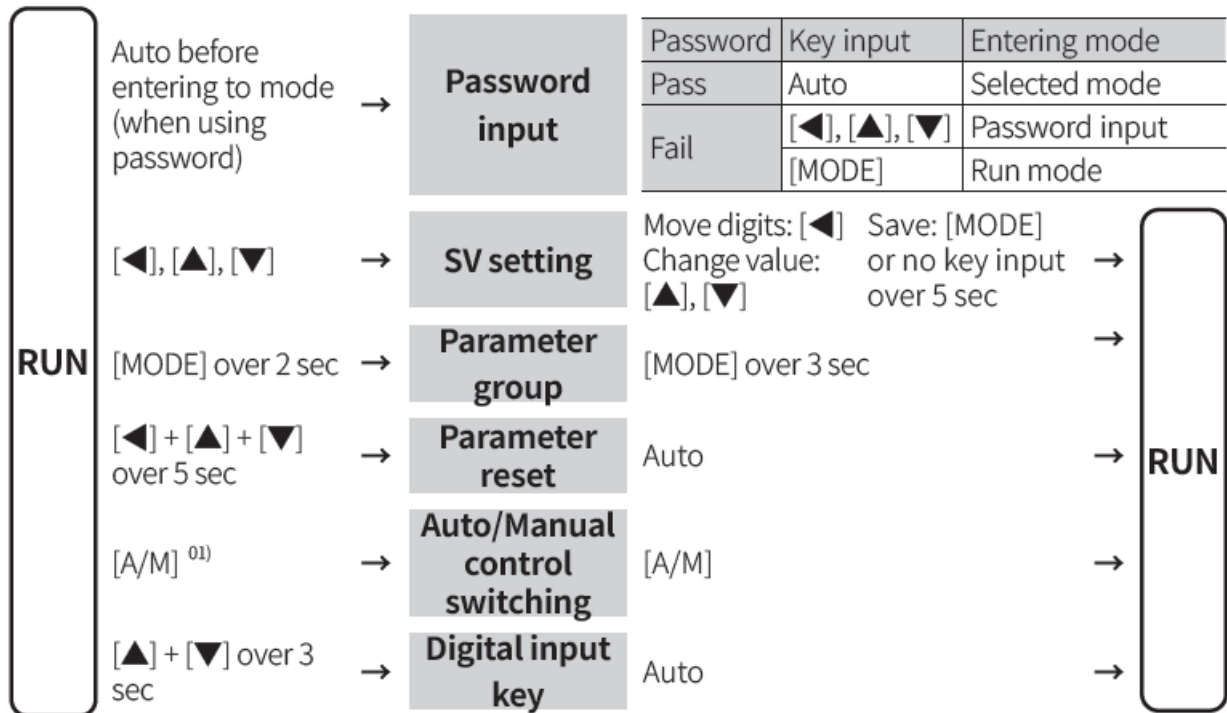 RUN
Auto before
entering to mode
(when using
password)
→
Password
input
Password Key input Entering mode
Pass Auto Selected mode
Fail
[◀], [▲], [▼] Password input
[MODE] Run mode
[◀], [▲], [▼] → SV setting
Move digits: [◀]
Change value:
[▲], [▼]
Save: [MODE]
or no key input
over 5 sec
→
[MODE] over 2 sec →
Parameter
group
[MODE] over 3 sec →
[◀] + [▲] + [▼]
over 5 sec
→
Parameter
reset
Auto →
[A/M] 01) →
Auto/Manual
control
switching
[A/M] →
[▲] + [▼] over 3
sec
→
Digital input
key
Auto →
RUN